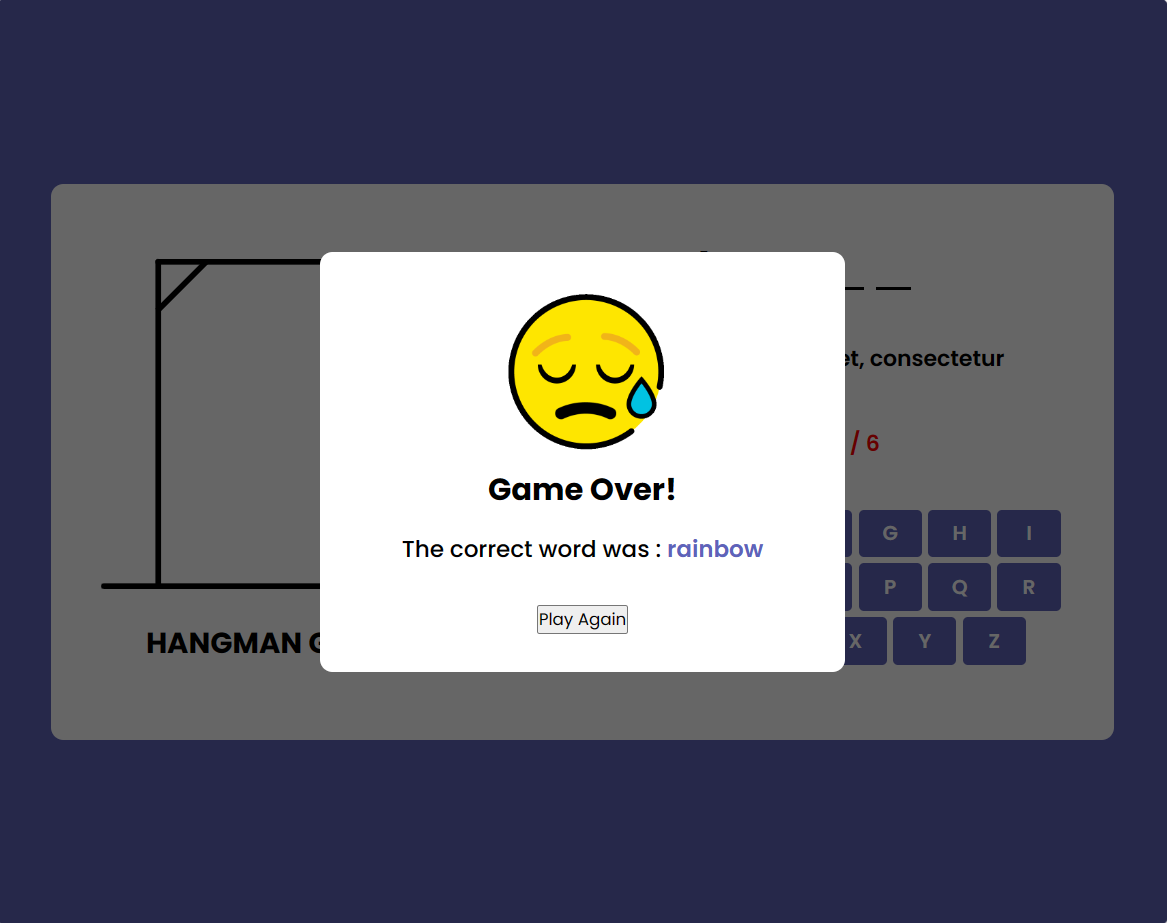 et, consectetur
/ 6
G H I
P Q R
X Y Z
HANGMAN
Game Over!
The correct word was : rainbow
Play Again